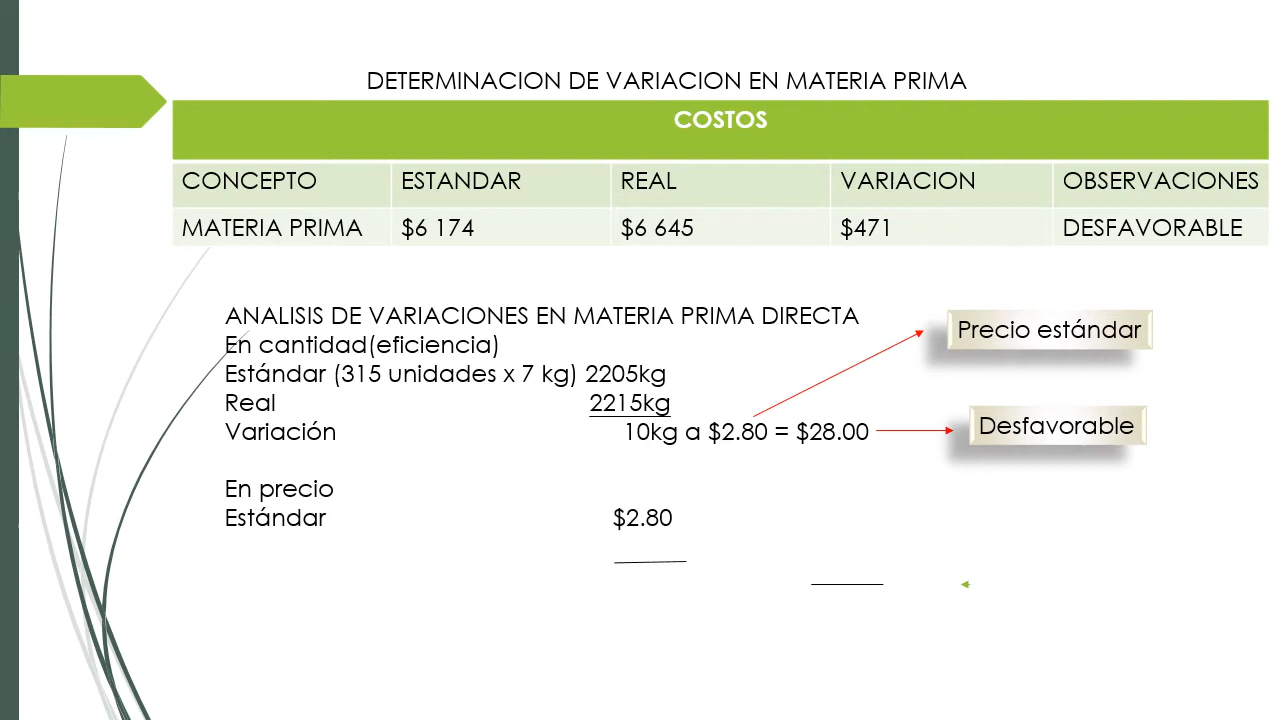 DETERMINACION DE VARIACION EN MATERIA PRIMA
COSTOS
CONCEPTO ESTANDAR REAL VARIACION OBSERVACIONES
MATERIA PRIMA $6 174 $6 645 $471 DESFAVORABLE
ANALISIS DE VARIACIONES EN MATERIA PRIMA DIRECTA
Precio estándar
En cantidad(eficiencia)
Estándar (315 unidades x 7 kg) 2205kg
Real 2215kg
Variación 10kg a $2.80 = $28.00 Desfavorable
En precio
Estándar $2.80